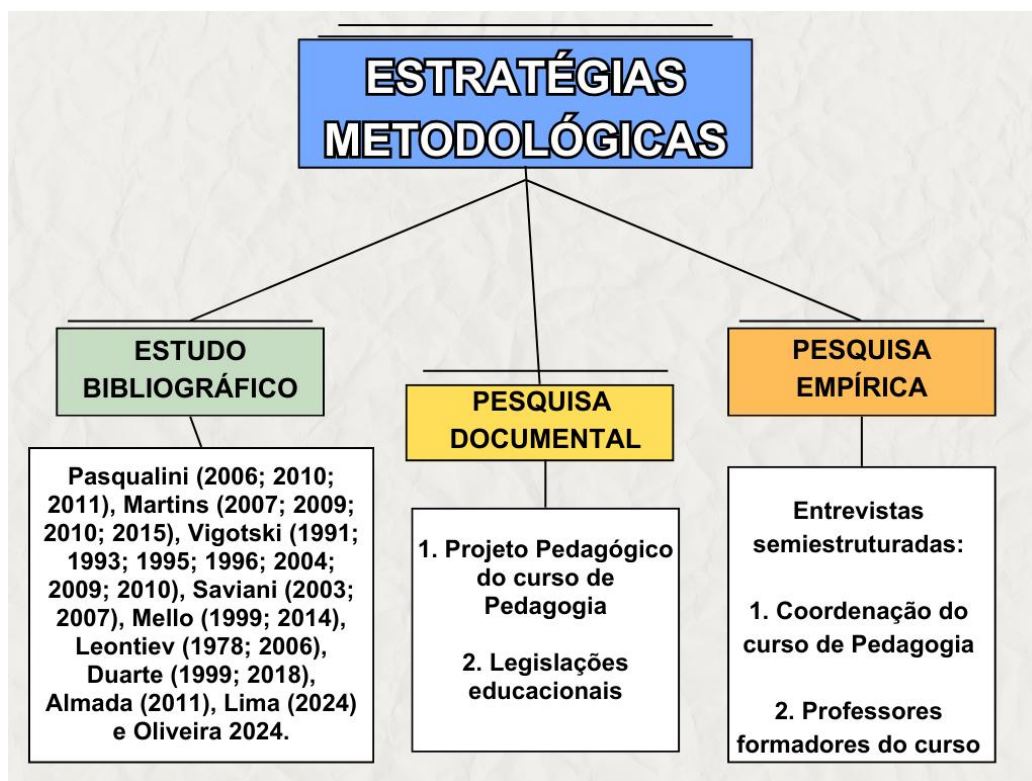 ESTRATÉGIAS
METODOLÓGICAS
ESTUDO
BIBLIOGRÁFICO
Pasqualini (2006; 2010;
2011), Martins (2007; 2009;
2010; 2015), Vigotski (1991;
1993; 1995; 1996; 2004;
2009; 2010), Saviani (2003;
2007), Mello (1999; 2014),
Leontiev (1978; 2006),
Duarte (1999; 2018),
Almada (2011), Lima (2024)
e Oliveira 2024.
PESQUISA
DOCUMENTAL
1. Projeto Pedagógico
do curso de
Pedagogia
2. Legislações
educacionais
PESQUISA
EMPÍRICA
Entrevistas
semiestruturadas:
1. Coordenação do
curso de Pedagogia
2. Professores
formadores do curso